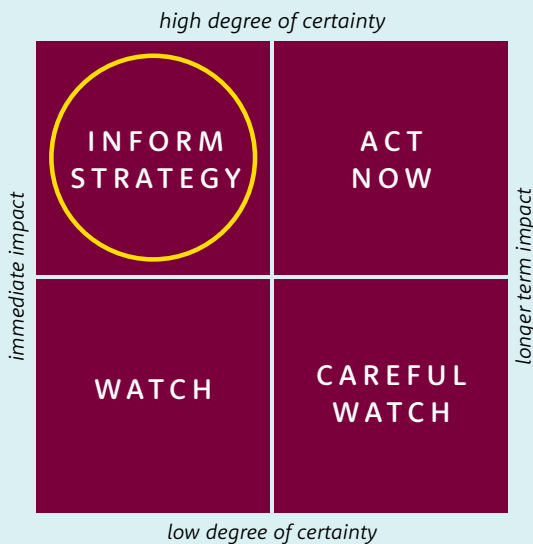 high degree of certainty
INFORM
STRATEGY
ACT
NOW
immediate impact
longer term impact
WATCH
CAREFUL
WATCH
low degree of certainty